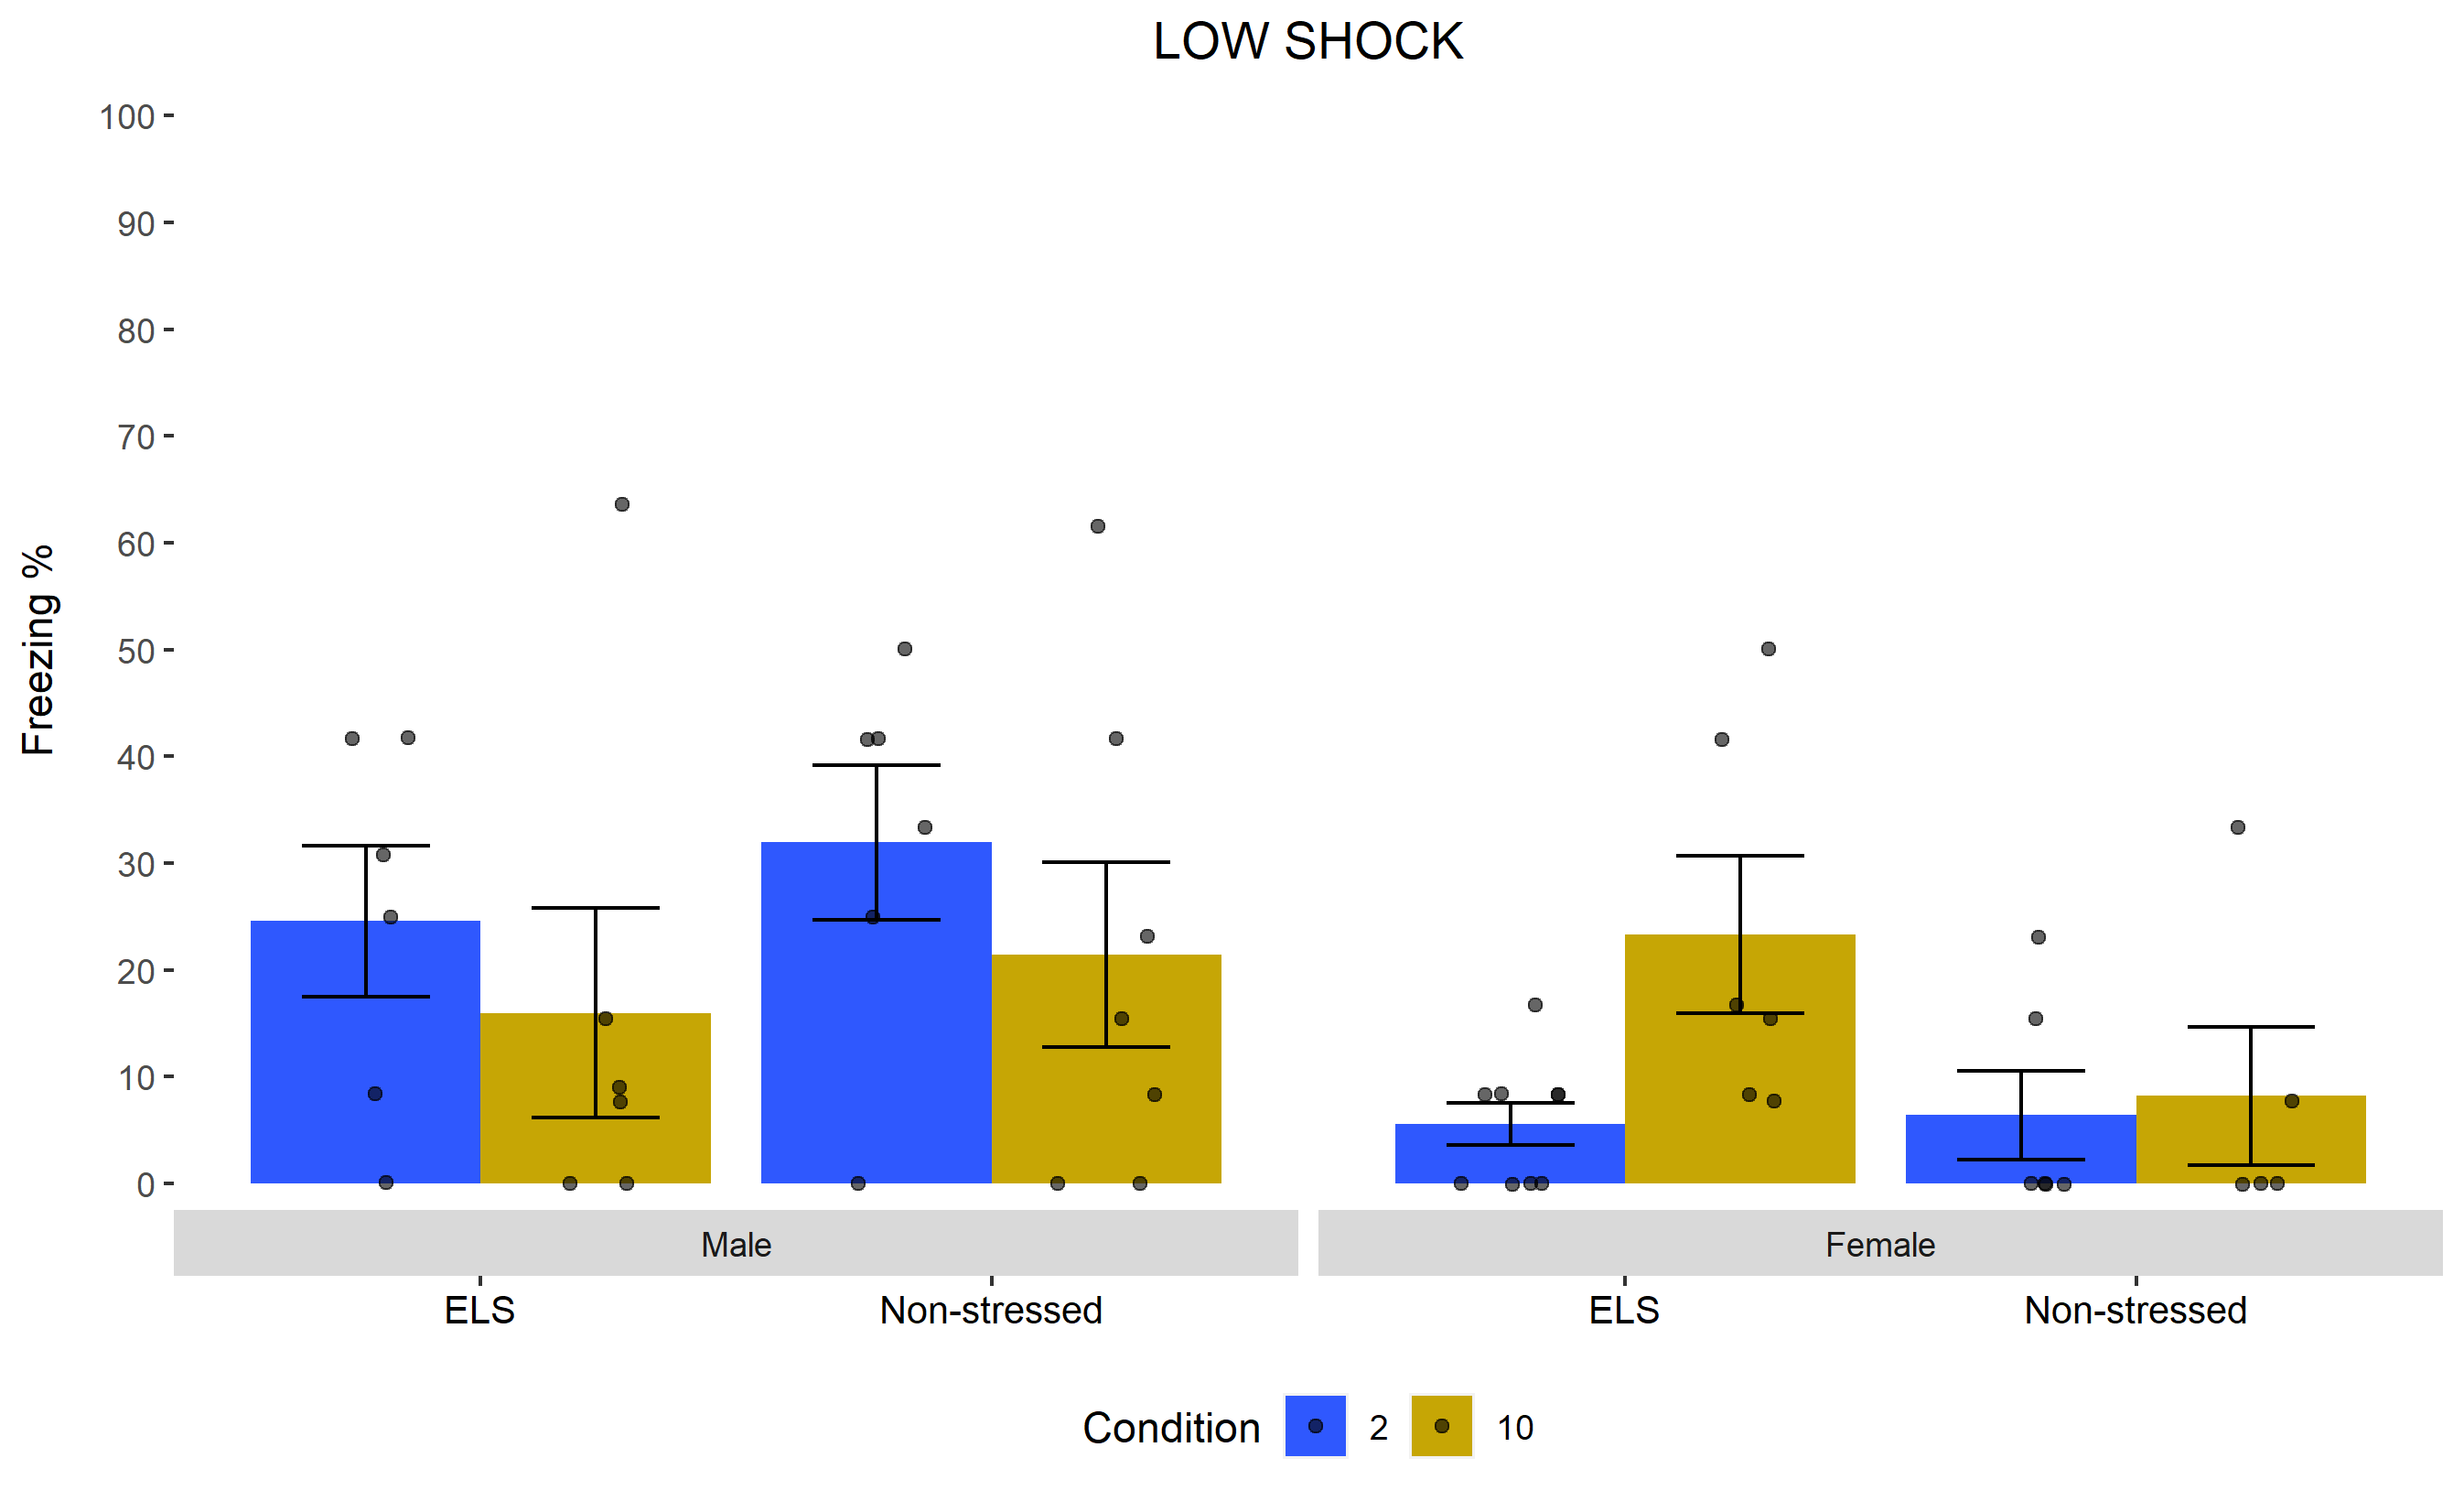 LOW SHOCK
Freezing %
100
90
80
70
60
50
40
30
20
10
0
Male
Female
ELS
Non-stressed
ELS
Non-stressed
Condition 2 10